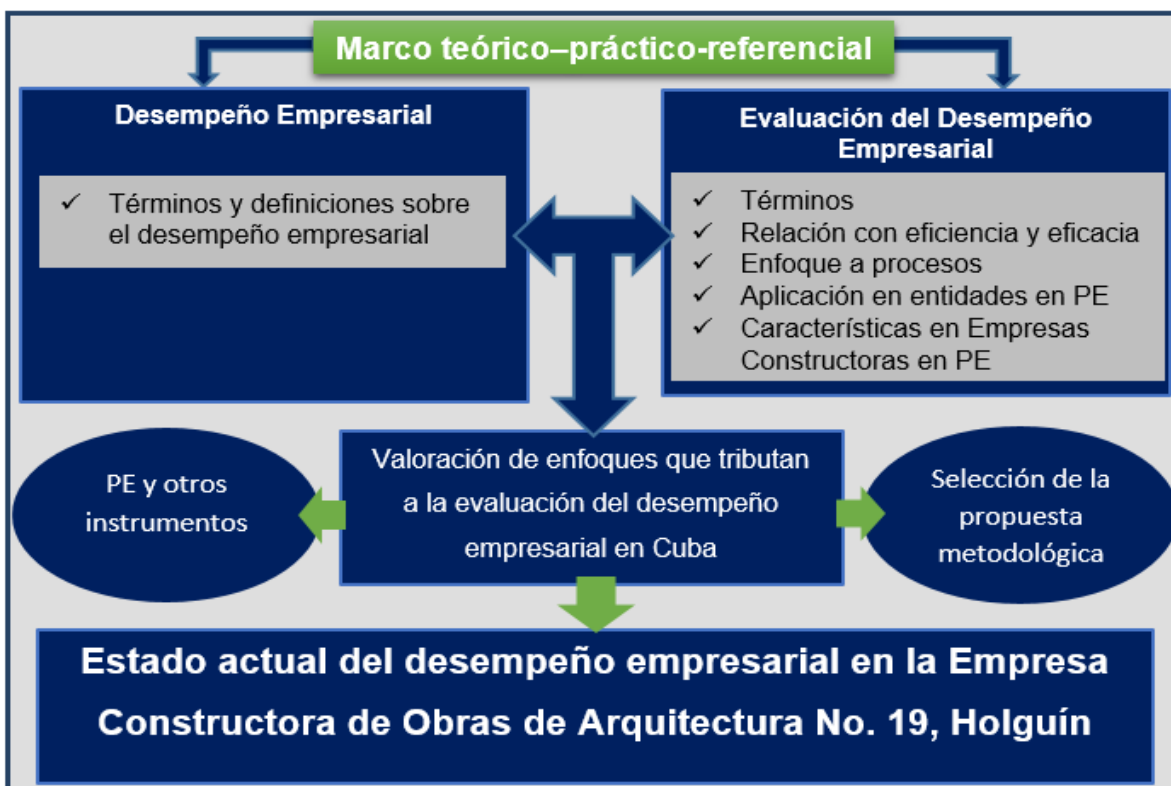 Marco teórico–práctico-referencial
Desempeño Empresarial
✓ Términos y definiciones sobre
el desempeño empresarial
Evaluación del Desempeño
Empresarial
✓ Términos
✓ Relación con eficiencia y eficacia
✓ Enfoque a procesos
✓ Aplicación en entidades en PE
✓ Característícas en Empresas
Constructoras en PE
PE y otros
instrumentos
Valoración de enfoques que tributan
a la evaluación del desempeño
empresarial en Cuba
Selección de la
propuesta
metodológica
Estado actual del desempeño empresarial en la Empresa
Constructora de Obras de Arquitectura No. 19, Holguín